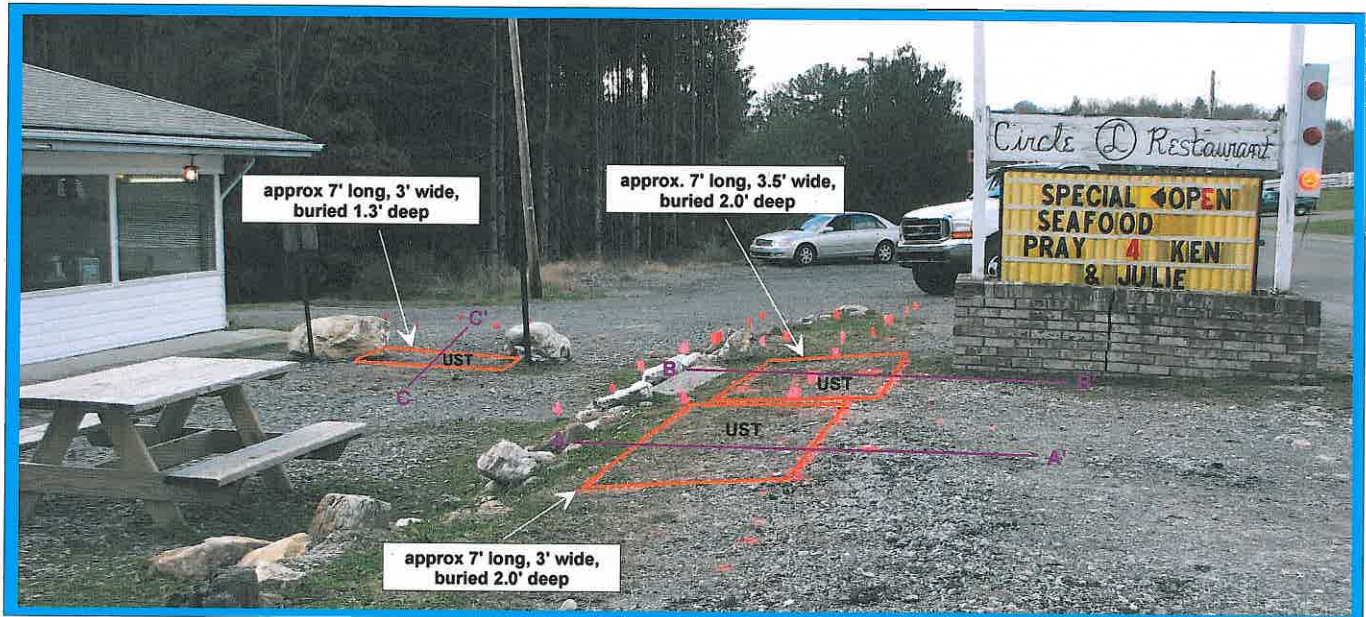 Circle L Restaurant
SPECIAL OPEN
SEAFOOD
PRAY 4 KEN
& JULIE
approx 7' long, 3' wide,
buried 1.3' deep
approx. 7' long, 3.5' wide,
buried 2.0' deep
C'
UST
C
B
UST
B'
UST
A
A'
approx 7' long, 3' wide,
buried 2.0' deep